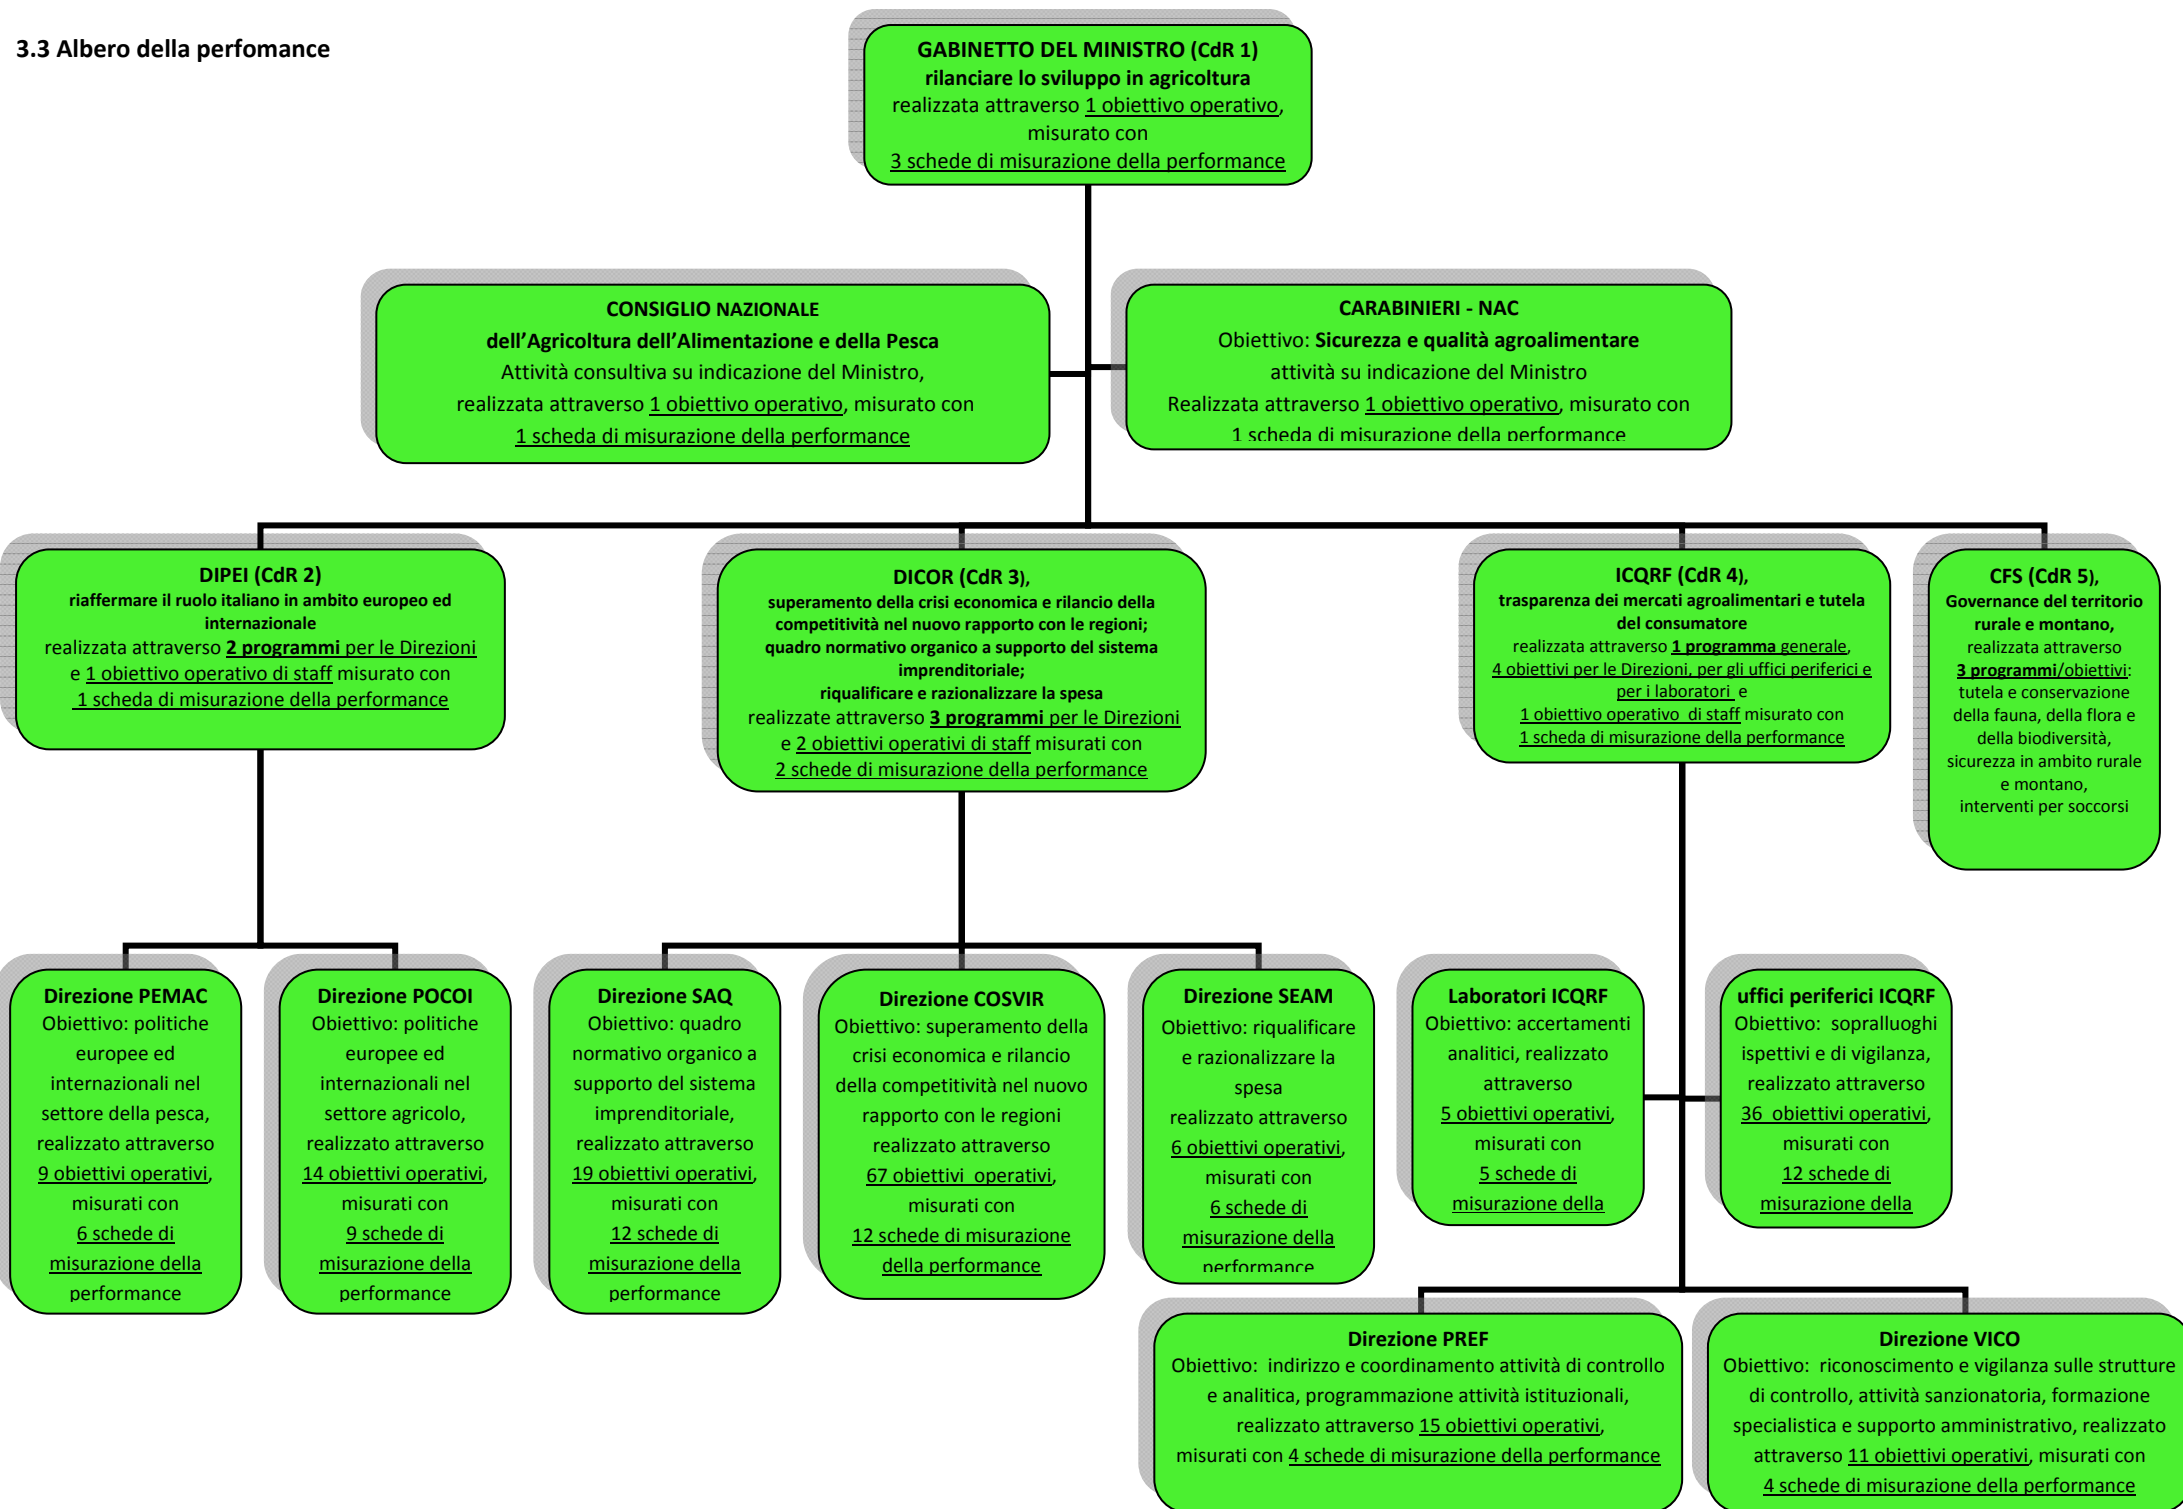 3.3 Albero della perfomance
GABINETTO DEL MINISTRO (CdR 1)
rilanciare lo sviluppo in agricoltura
realizzata attraverso 1 obiettivo operativo,
misurato con
3 schede di misurazione della performance
CONSIGLIO NAZIONALE
dell'Agricoltura dell'Alimentazione e della Pesca
Attività consultiva su indicazione del Ministro,
realizzata attraverso 1 obiettivo operativo, misurato con
1 scheda di misurazione della performance
CARABINIERI - NAC
Obiettivo: Sicurezza e qualità agroalimentare
attività su indicazione del Ministro
Realizzata attraverso 1 obiettivo operativo, misurato con
1 scheda di misurazione della performance
DIPEI (CdR 2)
riaffermare il ruolo italiano in ambito europeo ed
internazionale
realizzata attraverso 2 programmi per le Direzioni
e 1 obiettivo operativo di staff misurato con
1 scheda di misurazione della performance
DICOR (CdR 3),
superamento della crisi economica e rilancio della
competitività nel nuovo rapporto con le regioni;
quadro normativo organico a supporto del sistema
imprenditoriale;
riqualificare e razionalizzare la spesa
realizzate attraverso 3 programmi per le Direzioni
e 2 obiettivi operativi di staff misurati con
2 schede di misurazione della performance
ICQRF (CdR 4),
trasparenza dei mercati agroalimentari e tutela
del consumatore
realizzata attraverso 1 programma generale,
4 obiettivi per le Direzioni, per gli uffici periferici e
per i laboratori e
1 obiettivo operativo di staff misurato con
1 scheda di misurazione della performance
CFS (CdR 5),
Governance del territorio
rurale e montano,
realizzata attraverso
3 programmi/obiettivi:
tutela e conservazione
della fauna, della flora e
della biodiversità,
sicurezza in ambito rurale
e montano,
interventi per soccorsi
Direzione PEMAC
Obiettivo: politiche
europee ed
internazionali nel
settore della pesca,
realizzato attraverso
9 obiettivi operativi,
misurati con
6 schede di
misurazione della
performance
Direzione POCOI
Obiettivo: politiche
europee ed
internazionali nel
settore agricolo,
realizzato attraverso
14 obiettivi operativi,
misurati con
9 schede di
misurazione della
performance
Direzione SAQ
Obiettivo: quadro
normativo organico a
supporto del sistema
imprenditoriale,
realizzato attraverso
19 obiettivi operativi,
misurati con
12 schede di
misurazione della
performance
Direzione COSVIR
Obiettivo: superamento della
crisi economica e rilancio
della competitività nel nuovo
rapporto con le regioni
realizzato attraverso
67 obiettivi operativi,
misurati con
12 schede di misurazione
della performance
Direzione SEAM
Obiettivo: riqualificare
e razionalizzare la
spesa
realizzato attraverso
6 obiettivi operativi,
misurati con
6 schede di
misurazione della
performance
Laboratori ICQRF
Obiettivo: accertamenti
analitici, realizzato
attraverso
5 obiettivi operativi,
misurati con
5 schede di
misurazione della
uffici periferici ICQRF
Obiettivo: sopralluoghi
ispettivi e di vigilanza,
realizzato attraverso
36 obiettivi operativi,
misurati con
12 schede di
misurazione della
Direzione PREF
Obiettivo: indirizzo e coordinamento attività di controllo
e analitica, programmazione attività istituzionali,
realizzato attraverso 15 obiettivi operativi,
misurati con 4 schede di misurazione della performance
Direzione VICO
Obiettivo: riconoscimento e vigilanza sulle strutture
di controllo, attività sanzionatoria, formazione
specialistica e supporto amministrativo, realizzato
attraverso 11 obiettivi operativi, misurati con
4 schede di misurazione della performance